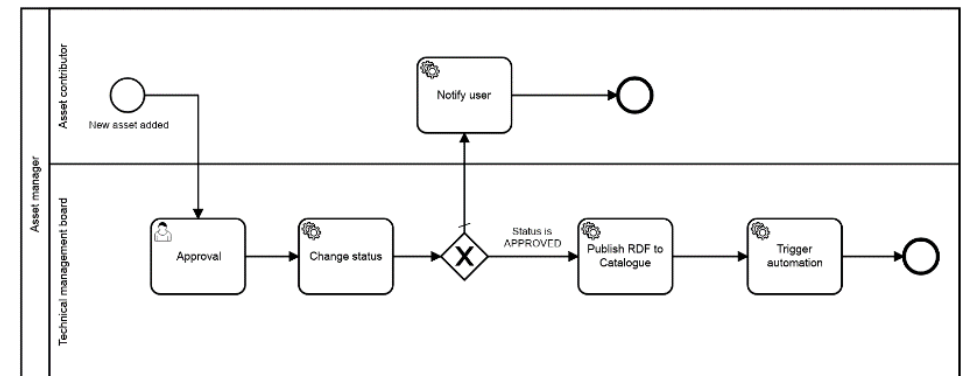 Asset manager
Asset contributor
New asset added
Notify user
Technical management board
Approval
Change status
Status is
APPROVED
Publish RDF to
Catalogue
Trigger
automation